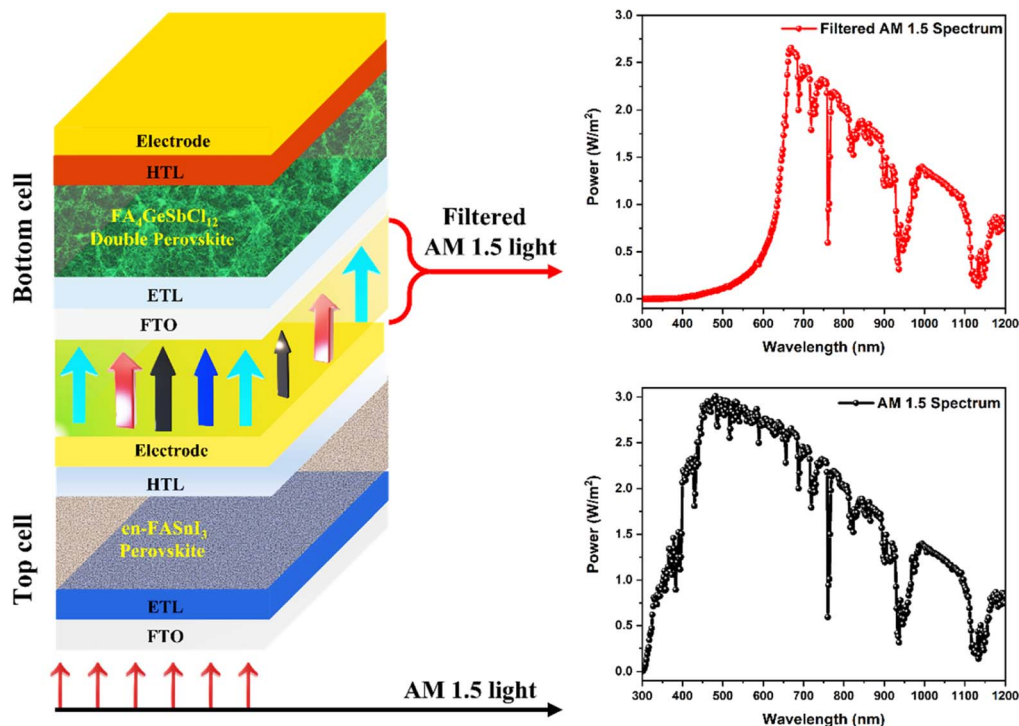 Bottom cell
Electrode
HTL
FA₄GeSbCl₁₂
Double Perovskite
ETL
FTO
Filtered
AM 1.5 light
Top cell
Electrode
HTL
en-FASnI₃
Perovskite
ETL
FTO
AM 1.5 light
Filtered AM 1.5 Spectrum
Power (W/m²)
3.0
2.5
2.0
1.5
1.0
0.5
0.0
300 400 500 600 700 800 900 1000 1100 1200
Wavelength (nm)
AM 1.5 Spectrum
Power (W/m²)
3.0
2.5
2.0
1.5
1.0
0.5
0.0
300 400 500 600 700 800 900 1000 1100 1200
Wavelength (nm)